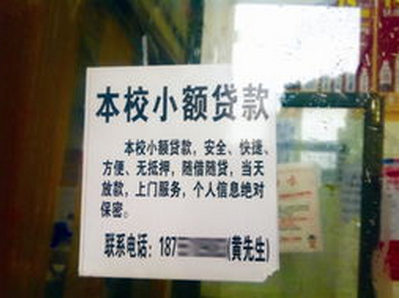 本校小额贷款
本校小额贷款，安全、快捷、
方便、无抵押，随借随贷，当天
放款，上门服务，个人信息绝对
保密。
联系电话：187 (黄先生)